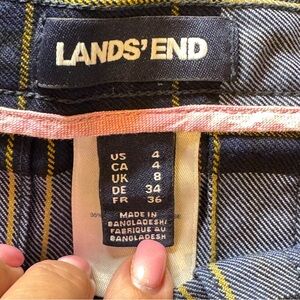 LANDS' END
US 4
CA 4
UK 8
DE 34
FR 36
MADE IN
BANGLADESH/
FABRIQUE AU
BANGLADESH